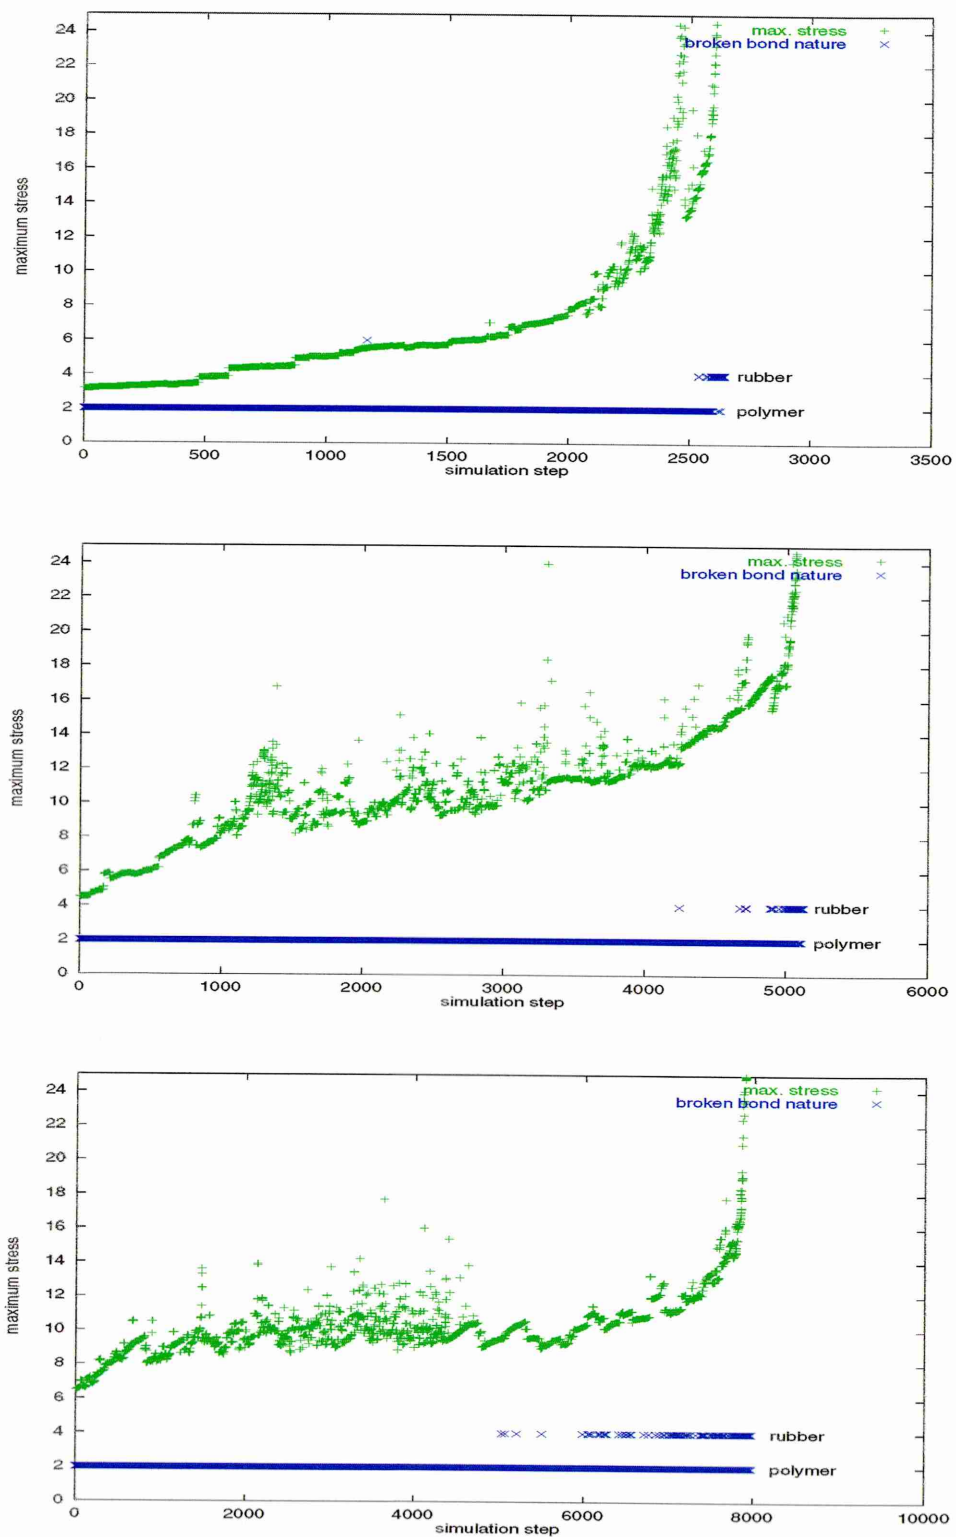 24
22
20
18
16
14
12
10
8
6
4
2
0
maximum stress
max. stress
broken bond nature
rubber
polymer
0 500 1000 1500 2000 2500 3000 3500
simulation step
24
22
20
18
16
14
12
10
8
6
4
2
0
maximum stress
max. stress
broken bond nature
rubber
polymer
0 1000 2000 3000 4000 5000 6000
simulation step
24
22
20
18
16
14
12
10
8
6
4
2
0
maximum stress
max. stress
broken bond nature
rubber
polymer
0 2000 4000 6000 8000 10000
simulation step